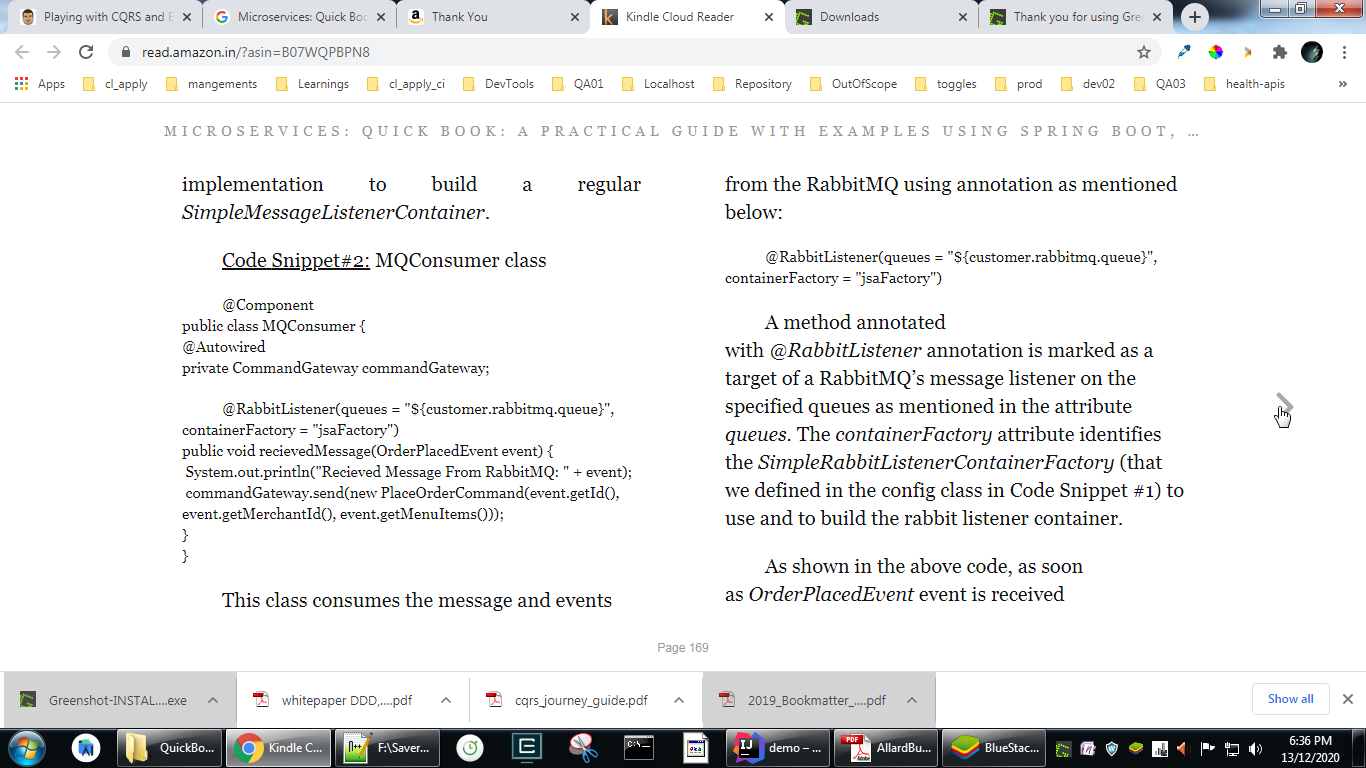 Playing with CQRS and E
Microservices: Quick Boo
Thank You
Kindle Cloud Reader
Downloads
Thank you for using Gre
read.amazon.in/?asin=B07WQPBPN8
Apps
cl_apply
mangements
Learnings
cl_apply_ci
DevTools
QA01
Localhost
Repository
OutOfScope
toggles
prod
dev02
QA03
health-apis
»
MICROSERVICES: QUICK BOOK: A PRACTICAL GUIDE WITH EXAMPLES USING SPRING BOOT, …
implementation to build a regular
SimpleMessageListenerContainer.
Code Snippet#2: MQConsumer class
@Component
public class MQConsumer {
@Autowired
private CommandGateway commandGateway;
@RabbitListener(queues = "${customer.rabbitmq.queue}",
containerFactory = "jsaFactory")
public void recievedMessage(OrderPlacedEvent event) {
System.out.println("Recieved Message From RabbitMQ: " + event);
commandGateway.send(new PlaceOrderCommand(event.getId(),
event.getMerchantId(), event.getMenuItems()));
}
}
This class consumes the message and events
from the RabbitMQ using annotation as mentioned
below:
@RabbitListener(queues = "${customer.rabbitmq.queue}",
containerFactory = "jsaFactory")
A method annotated
with @RabbitListener annotation is marked as a
target of a RabbitMQ’s message listener on the
specified queues as mentioned in the attribute
queues. The containerFactory attribute identifies
the SimpleRabbitListenerContainerFactory (that
we defined in the config class in Code Snippet #1) to
use and to build the rabbit listener container.
As shown in the above code, as soon
as OrderPlacedEvent event is received
Page 169
Greenshot-INSTAL....exe
whitepaper DDD,....pdf
cqrs_journey_guide.pdf
2019_Bookmatter_....pdf
Show all
QuickBo...
Kindle C...
F:\Saver...
demo – ...
AllardBu...
BlueStac...
6:36 PM
13/12/2020